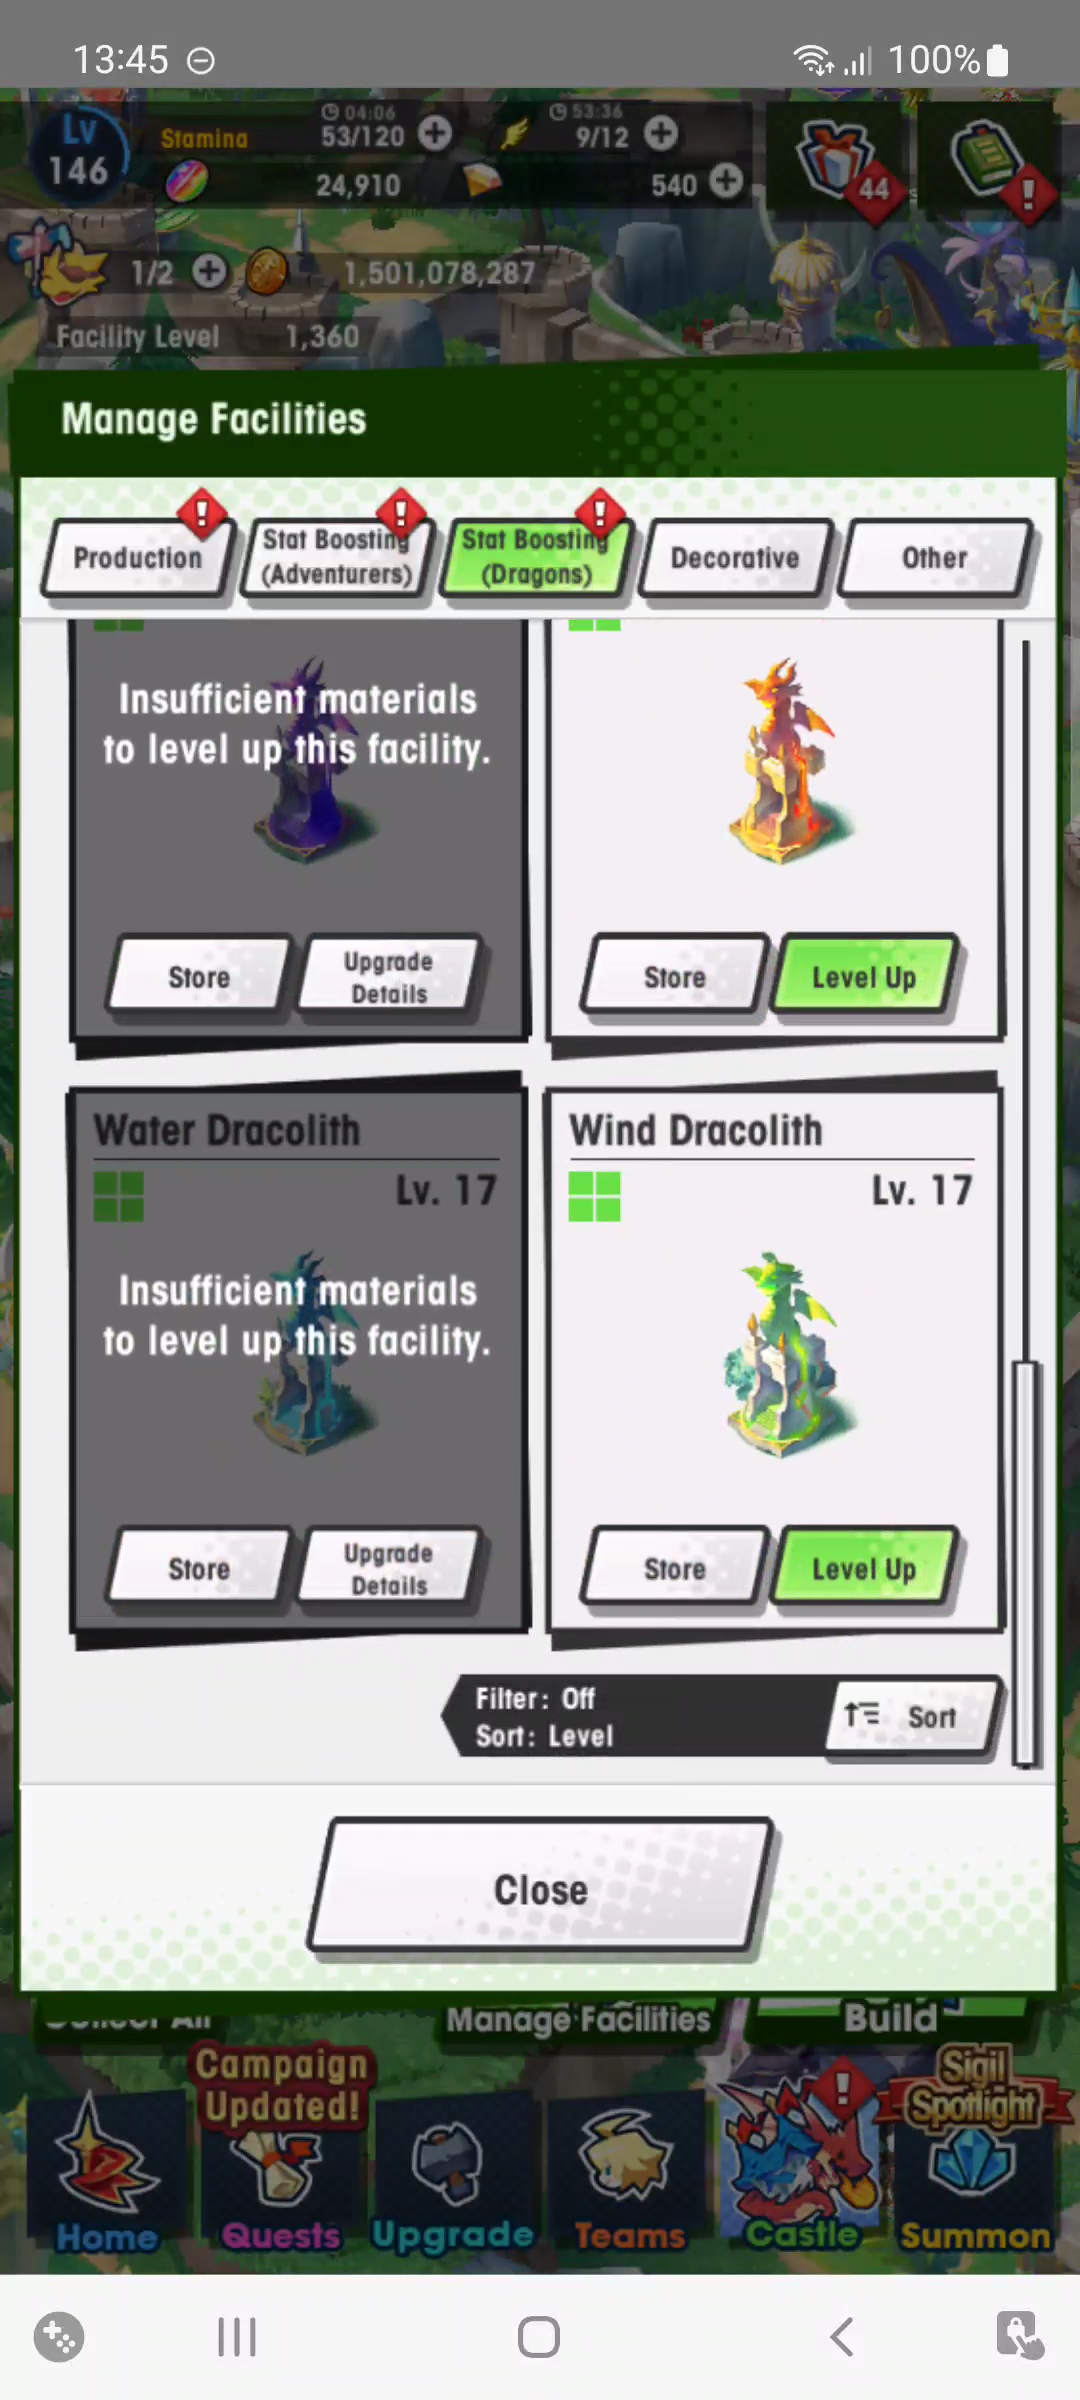 13:45
100%
Lv
146
Stamina
04:06
53/120
53:36
9/12
24,910
540
44
1/2
1,501,078,287
Facility Level 1,360
Manage Facilities
Production
Stat Boosting
(Adventurers)
Stat Boosting
(Dragons)
Decorative
Other
Insufficient materials
to level up this facility.
Store
Upgrade
Details
Store
Level Up
Water Dracolith
Lv. 17
Insufficient materials
to level up this facility.
Store
Upgrade
Details
Wind Dracolith
Lv. 17
Store
Level Up
Filter: Off
Sort: Level
Sort
Close
Collect All
Manage Facilities
Build
Campaign
Updated!
Sigil
Spotlight
Home
Quests
Upgrade
Teams
Castle
Summon